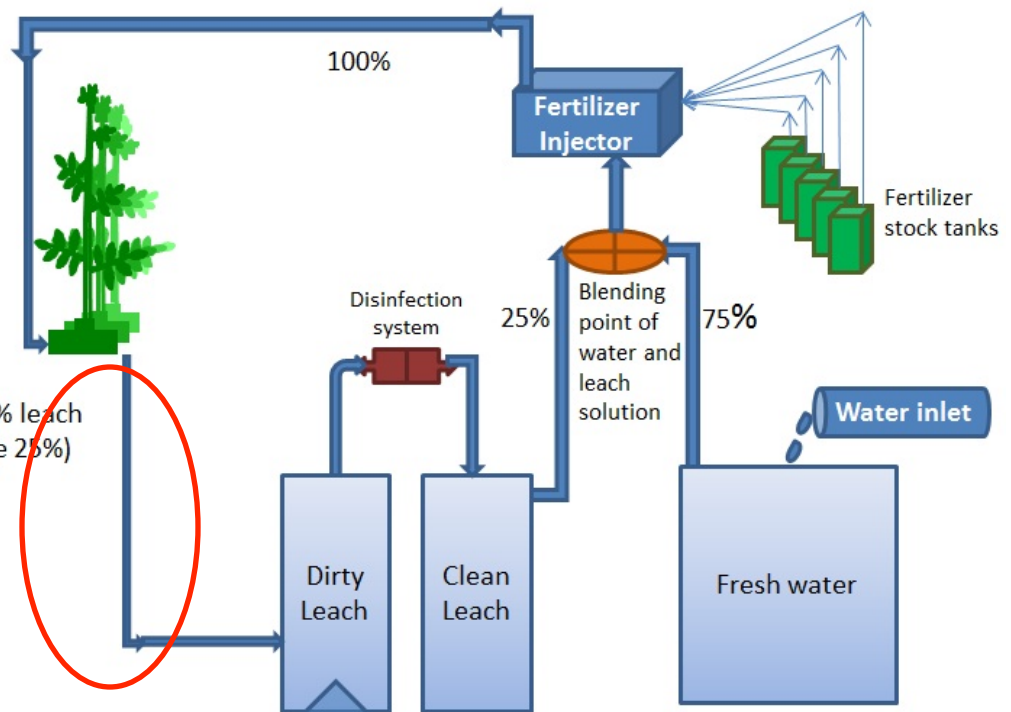 100%
Fertilizer
Injector
Fertilizer
stock tanks
Disinfection
system
25%
Blending
point of
water and
leach
solution
75%
% leach
e 25%)
Water inlet
Dirty
Leach
Clean
Leach
Fresh water